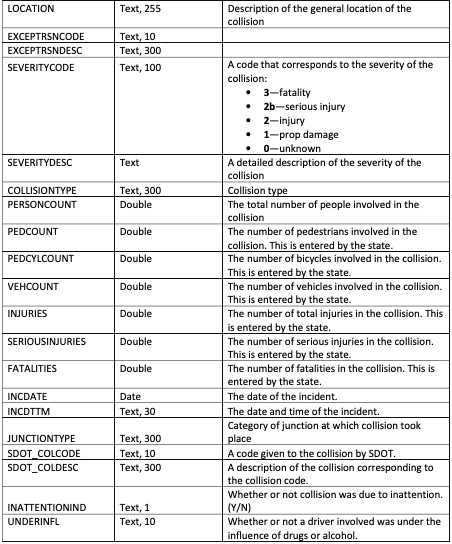 LOCATION Text, 255 Description of the general location of the
collision
EXCEPTRSNCODE Text, 10
EXCEPTRSNDESC Text, 300
SEVERITYCODE Text, 100 A code that corresponds to the severity of the
collision:
• 3—fatality
• 2b—serious injury
• 2—injury
• 1—prop damage
• 0—unknown
SEVERITYDESC Text A detailed description of the severity of the
collision
COLLISIONTYPE Text, 300 Collision type
PERSONCOUNT Double The total number of people involved in the
collision
PEDCOUNT Double The number of pedestrians involved in the
collision. This is entered by the state.
PEDCYLCOUNT Double The number of bicycles involved in the collision.
This is entered by the state.
VEHCOUNT Double The number of vehicles involved in the collision.
This is entered by the state.
INJURIES Double The number of total injuries in the collision. This
is entered by the state.
SERIOUSINJURIES Double The number of serious injuries in the collision.
This is entered by the state.
FATALITIES Double The number of fatalities in the collision. This is
entered by the state.
INCDATE Date The date of the incident.
INCDTTM Text, 30 The date and time of the incident.
Category of junction at which collision took
JUNCTIONTYPE Text, 300 place
SDOT_COLCODE Text, 10 A code given to the collision by SDOT.
SDOT_COLDESC Text, 300 A description of the collision corresponding to
the collision code.
Whether or not collision was due to inattention.
INATTENTIONIND Text, 1 (Y/N)
UNDERINFL Text, 10 Whether or not a driver involved was under the
influence of drugs or alcohol.